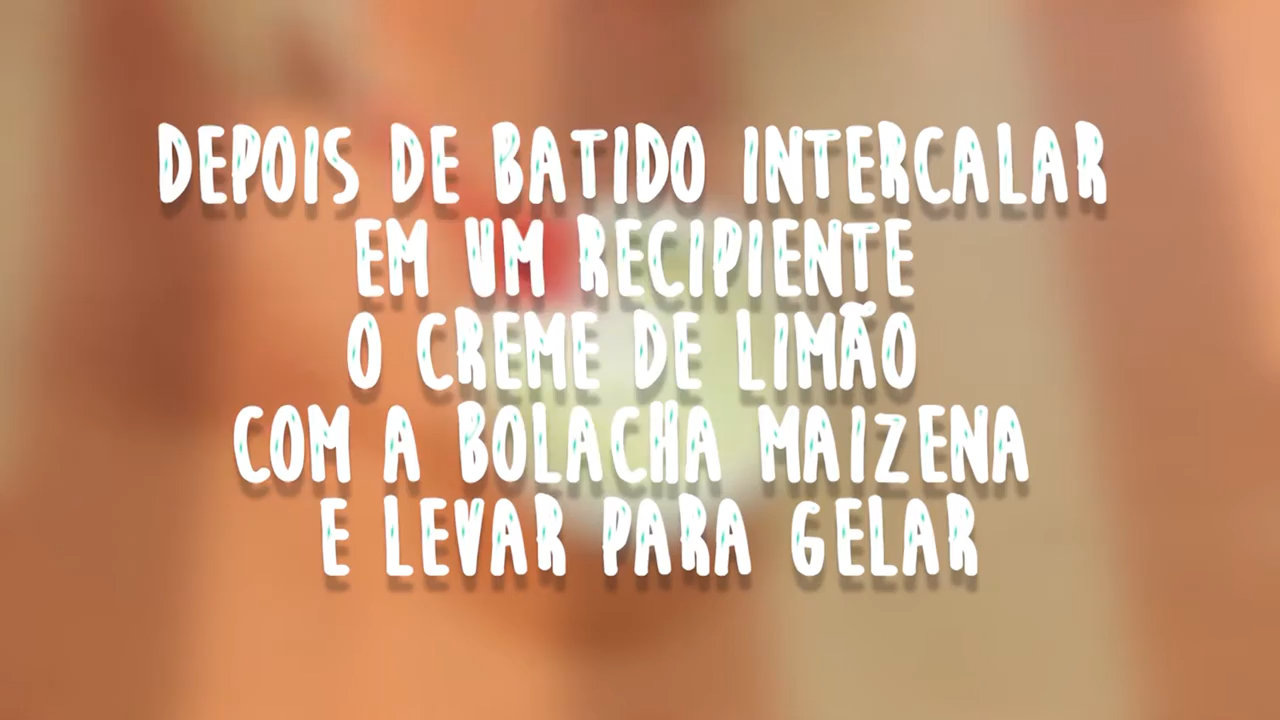 DEPOIS DE BATIDO INTERCALAR
EM UM RECIPIENTE
O CREME DE LIMÃO
COM A BOLACHA MAIZENA
E LEVAR PARA GELAR